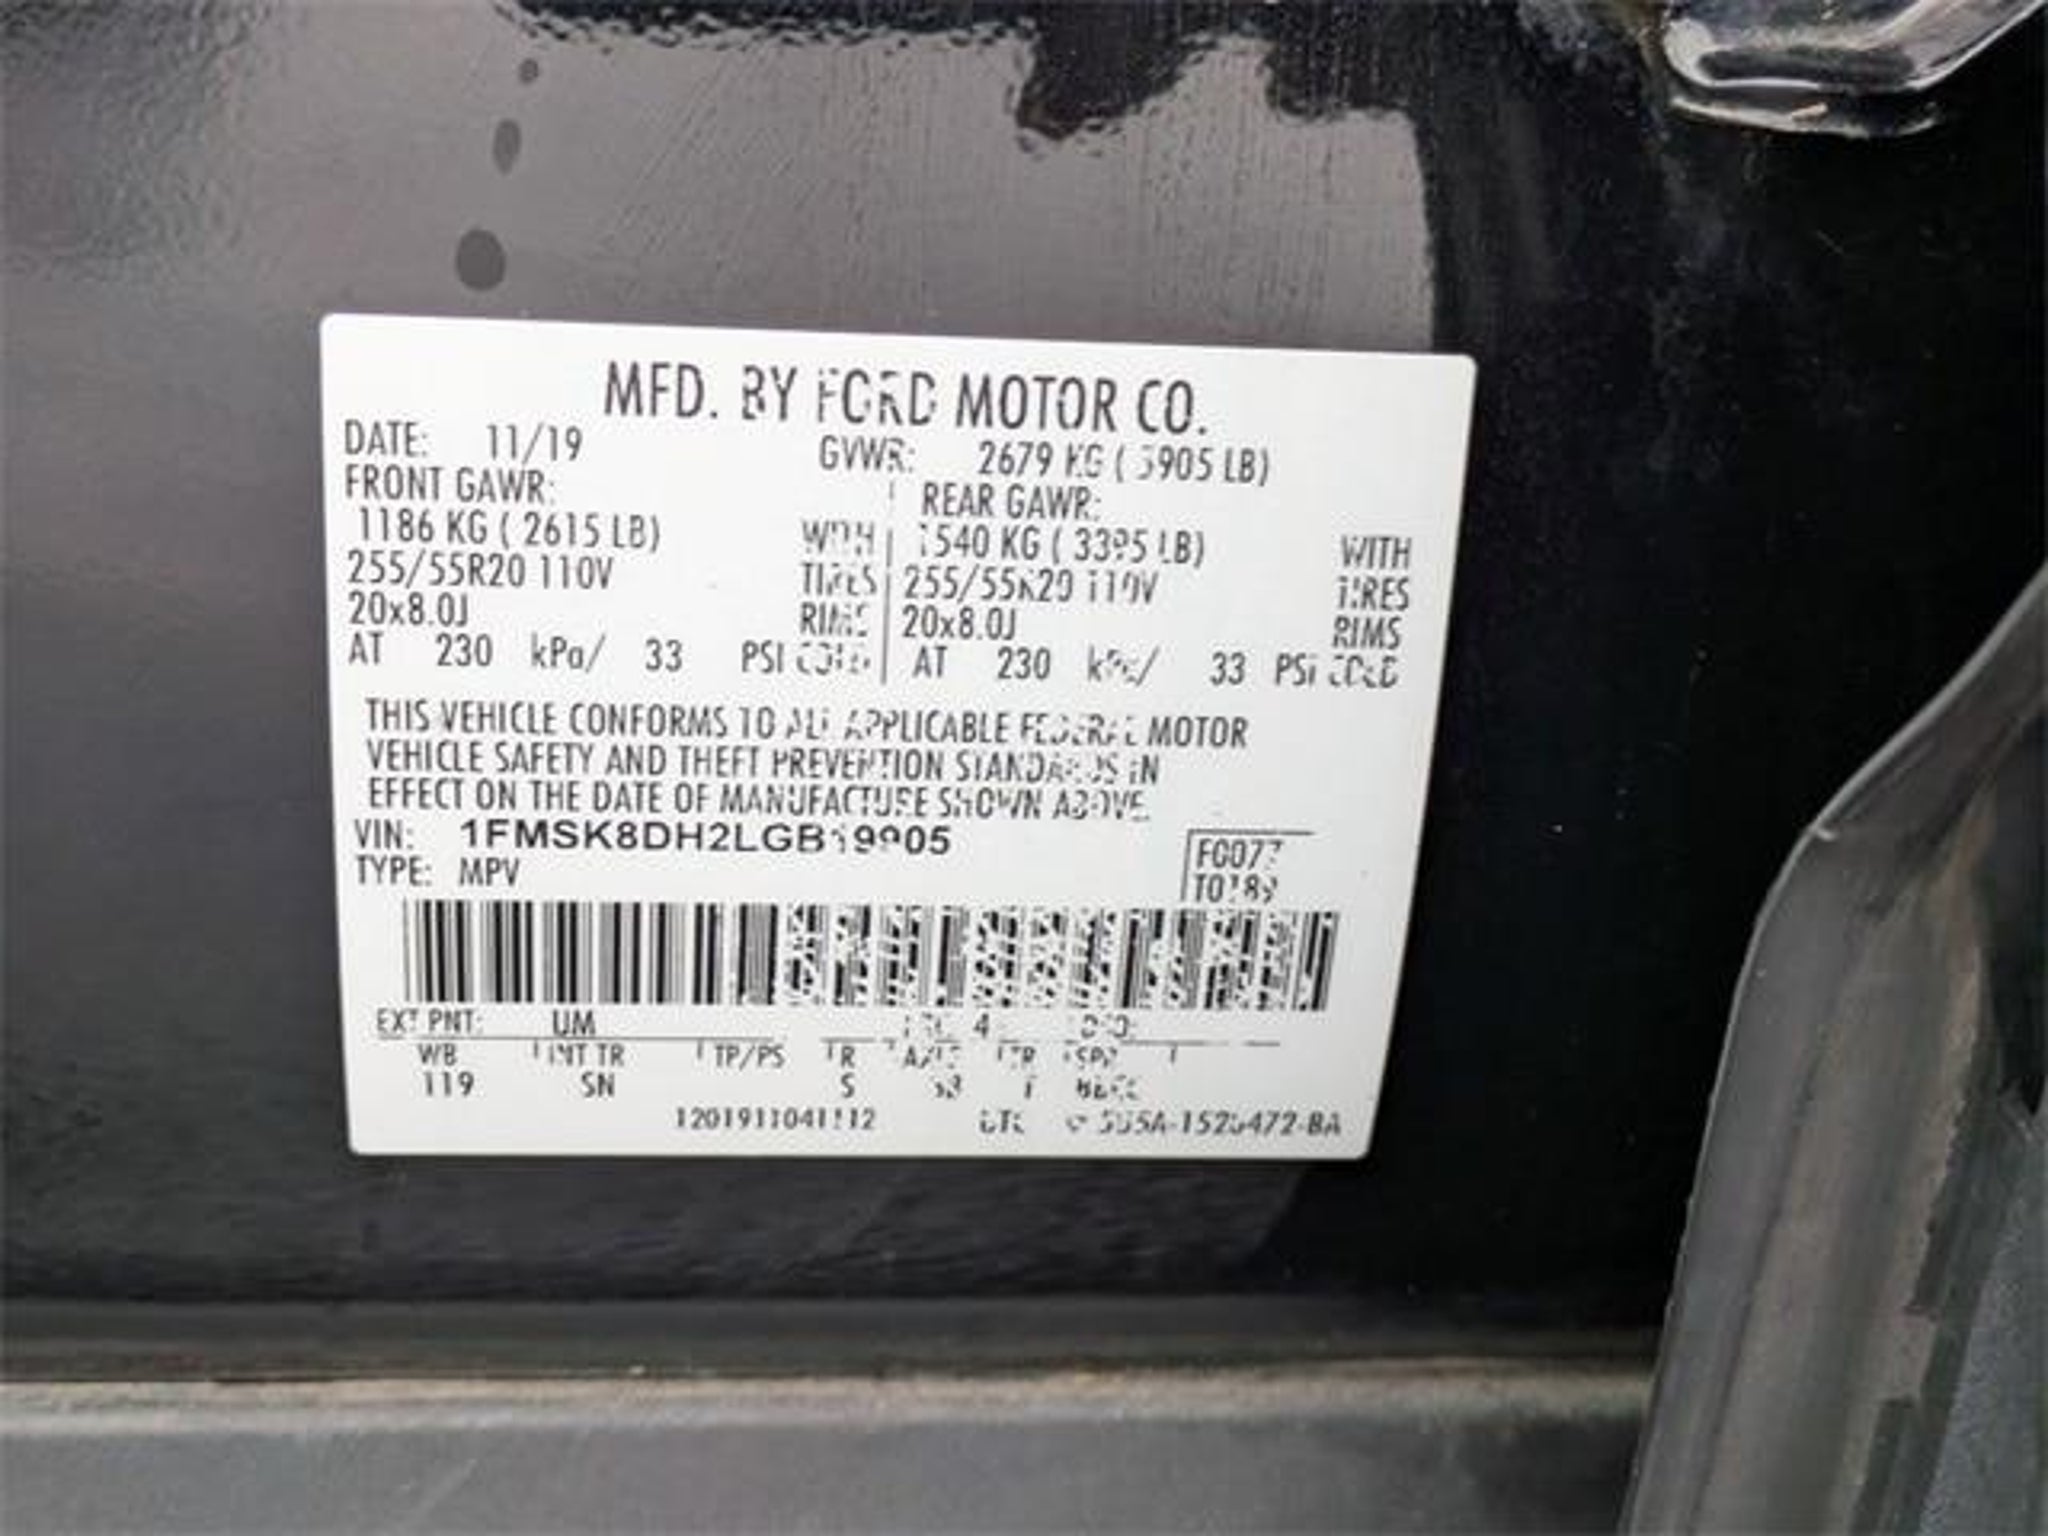 MFD. BY FORD MOTOR CO.
DATE: 11/19 GVWR: 2679 KG ( 5905 LB)
FRONT GAWR: REAR GAWR:
1186 KG ( 2615 LB) WITH 1540 KG ( 3395 LB) WITH
255/55R20 110V TIRES 255/55R20 110V TIRES
20x8.0J RIMS 20x8.0J RIMS
AT 230 kPa/ 33 PSI COLD AT 230 kPa/ 33 PSI COLD
THIS VEHICLE CONFORMS TO ALL APPLICABLE FEDERAL MOTOR
VEHICLE SAFETY AND THEFT PREVENTION STANDARDS IN
EFFECT ON THE DATE OF MANUFACTURE SHOWN ABOVE.
VIN: 1FMSK8DH2LGB19905
TYPE: MPV
EXT PNT: UM
WB INT TR TP/PS R AXLE TR SPR
119 SN S